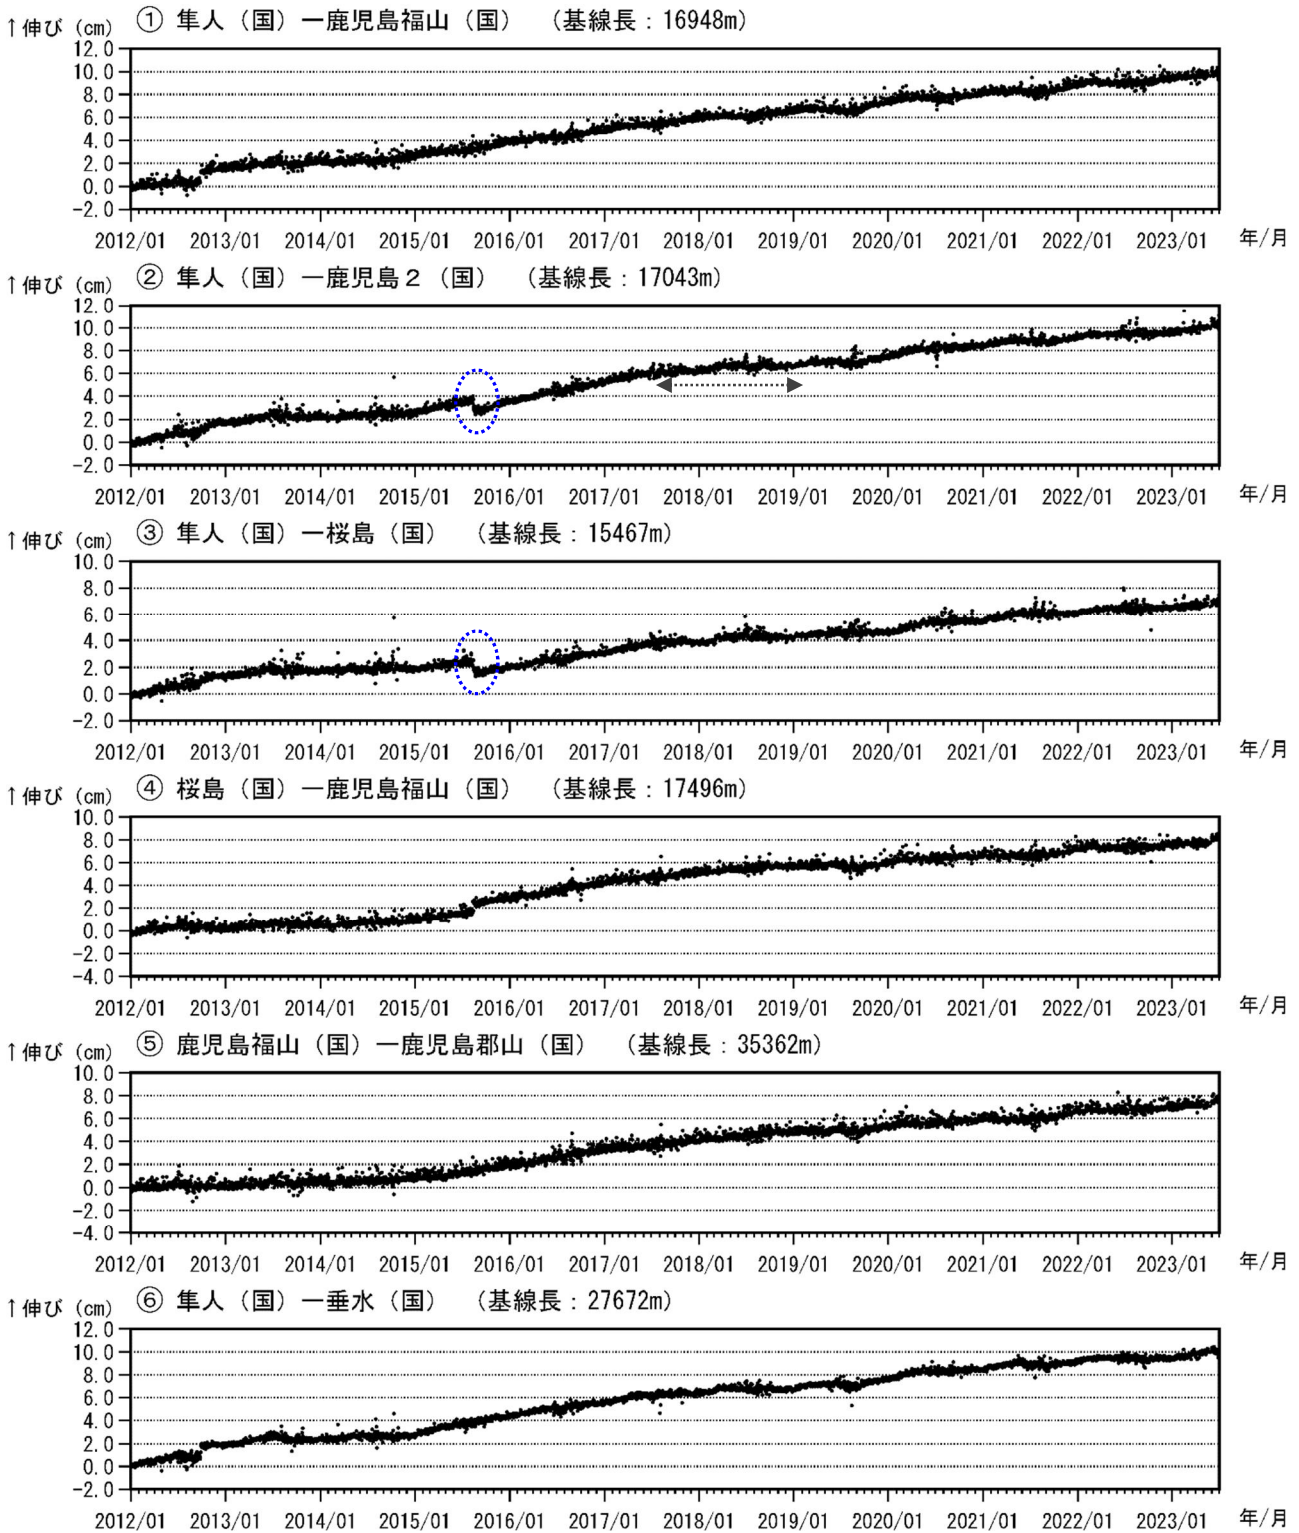 ① 隼人（国）―鹿児島福山（国） （基線長：16948m）
↑伸び (cm)
12.0
10.0
8.0
6.0
4.0
2.0
0.0
-2.0
2012/01 2013/01 2014/01 2015/01 2016/01 2017/01 2018/01 2019/01 2020/01 2021/01 2022/01 2023/01 年/月
② 隼人（国）―鹿児島２（国） （基線長：17043m）
↑伸び (cm)
12.0
10.0
8.0
6.0
4.0
2.0
0.0
-2.0
2012/01 2013/01 2014/01 2015/01 2016/01 2017/01 2018/01 2019/01 2020/01 2021/01 2022/01 2023/01 年/月
③ 隼人（国）―桜島（国） （基線長：15467m）
↑伸び (cm)
10.0
8.0
6.0
4.0
2.0
0.0
-2.0
2012/01 2013/01 2014/01 2015/01 2016/01 2017/01 2018/01 2019/01 2020/01 2021/01 2022/01 2023/01 年/月
④ 桜島（国）―鹿児島福山（国） （基線長：17496m）
↑伸び (cm)
10.0
8.0
6.0
4.0
2.0
0.0
-2.0
-4.0
2012/01 2013/01 2014/01 2015/01 2016/01 2017/01 2018/01 2019/01 2020/01 2021/01 2022/01 2023/01 年/月
⑤ 鹿児島福山（国）―鹿児島郡山（国） （基線長：35362m）
↑伸び (cm)
10.0
8.0
6.0
4.0
2.0
0.0
-2.0
-4.0
2012/01 2013/01 2014/01 2015/01 2016/01 2017/01 2018/01 2019/01 2020/01 2021/01 2022/01 2023/01 年/月
⑥ 隼人（国）―垂水（国） （基線長：27672m）
↑伸び (cm)
12.0
10.0
8.0
6.0
4.0
2.0
0.0
-2.0
2012/01 2013/01 2014/01 2015/01 2016/01 2017/01 2018/01 2019/01 2020/01 2021/01 2022/01 2023/01 年/月